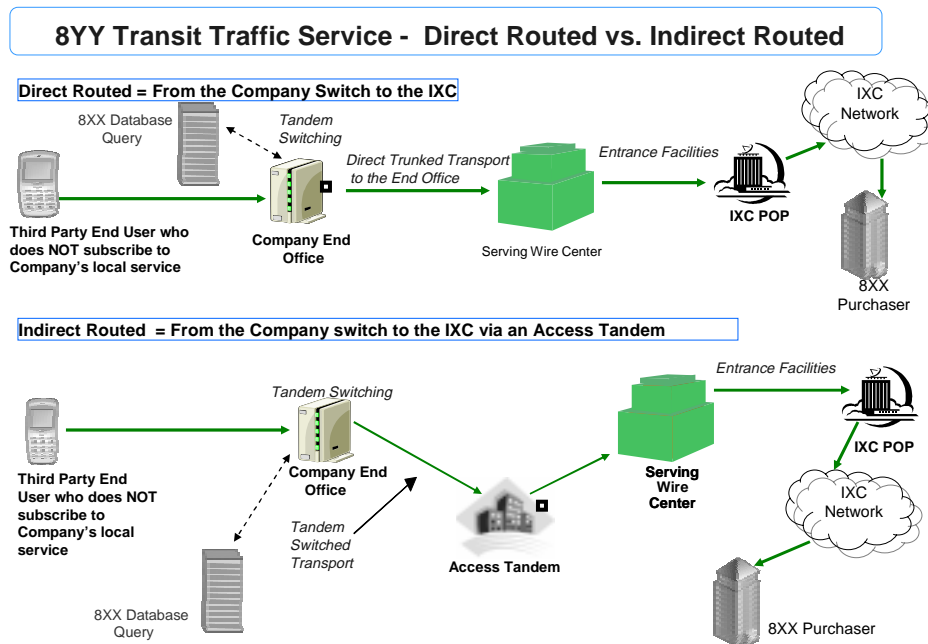 8YY Transit Traffic Service -  Direct Routed vs. Indirect Routed
Direct Routed = From the Company Switch to the IXC
8XX Database
Query
Tandem
Switching
Direct Trunked Transport
to the End Office
Entrance Facilities
IXC
Network
IXC POP
Company End
Office
Third Party End User who
does NOT subscribe to
Company's local service
Serving Wire Center
8XX
Purchaser
Indirect Routed  = From the Company switch to the IXC via an Access Tandem
Tandem Switching
Entrance Facilities
IXC POP
Company End
Office
Third Party End
User who does NOT
subscribe to
Company's local
service
Serving
Wire
Center
IXC
Network
Tandem
Switched
Transport
Access Tandem
8XX Database
Query
8XX Purchaser